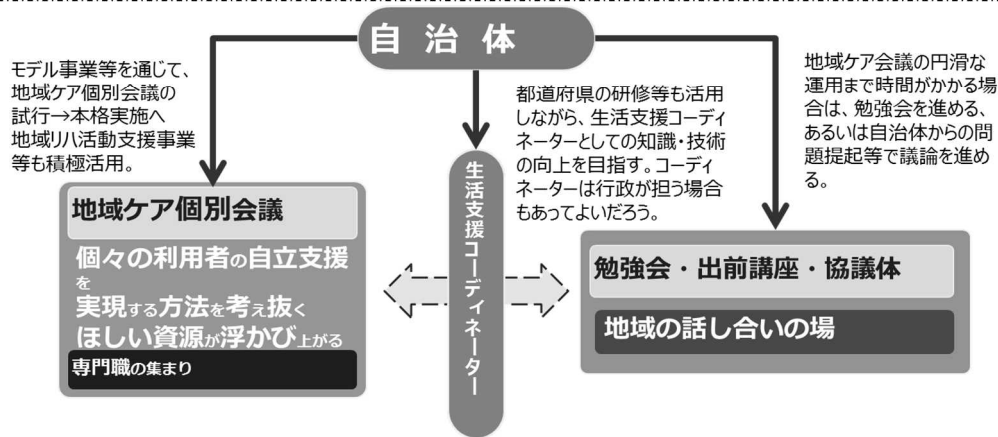 自治体
モデル事業等を通じて、
地域ケア個別会議の
試行→本格実施へ
地域リハ活動支援事業
等も積極活用。
都道府県の研修等も活用
しながら、生活支援コーディ
ネーターとしての知識・技術
の向上を目指す。コーディ
ネーターは行政が担う場合
もあってよいだろう。
地域ケア会議の円滑な
運用まで時間がかかる場
合は、勉強会を進める、
あるいは自治体からの問
題提起等で議論を進め
る。
地域ケア個別会議
個々の利用者の自立支援
を
実現する方法を考え抜く
ほしい資源が浮かび上がる
専門職の集まり
生活支援コーディネーター
勉強会・出前講座・協議体
地域の話し合いの場